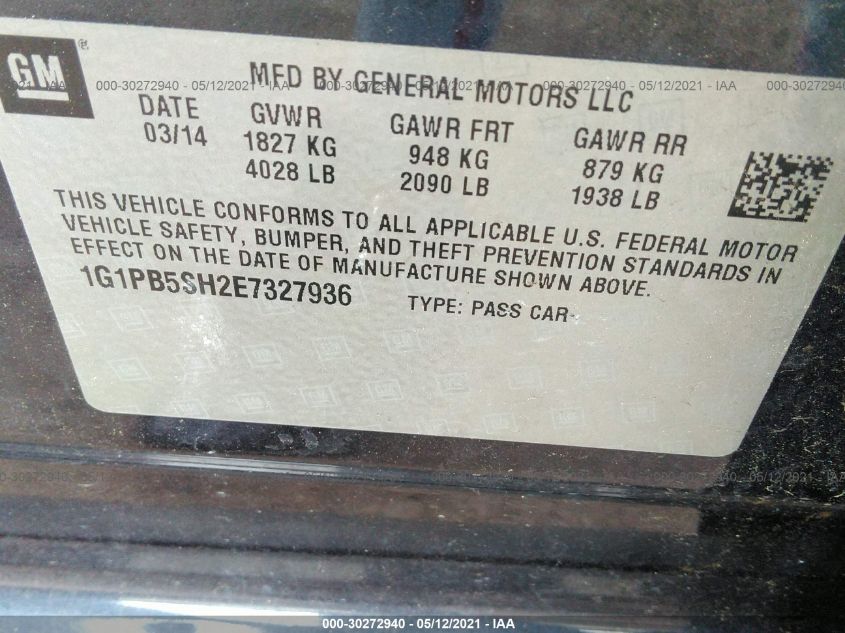 GM®
MFD BY GENERAL MOTORS LLC
DATE GVWR GAWR FRT GAWR RR
03/14 1827 KG 948 KG 879 KG
4028 LB 2090 LB 1938 LB
THIS VEHICLE CONFORMS TO ALL APPLICABLE U.S. FEDERAL MOTOR
VEHICLE SAFETY, BUMPER, AND THEFT PREVENTION STANDARDS IN
EFFECT ON THE DATE OF MANUFACTURE SHOWN ABOVE.
1G1PB5SH2E7327936 TYPE: PASS CAR
000-30272940 - 05/12/2021 - IAA